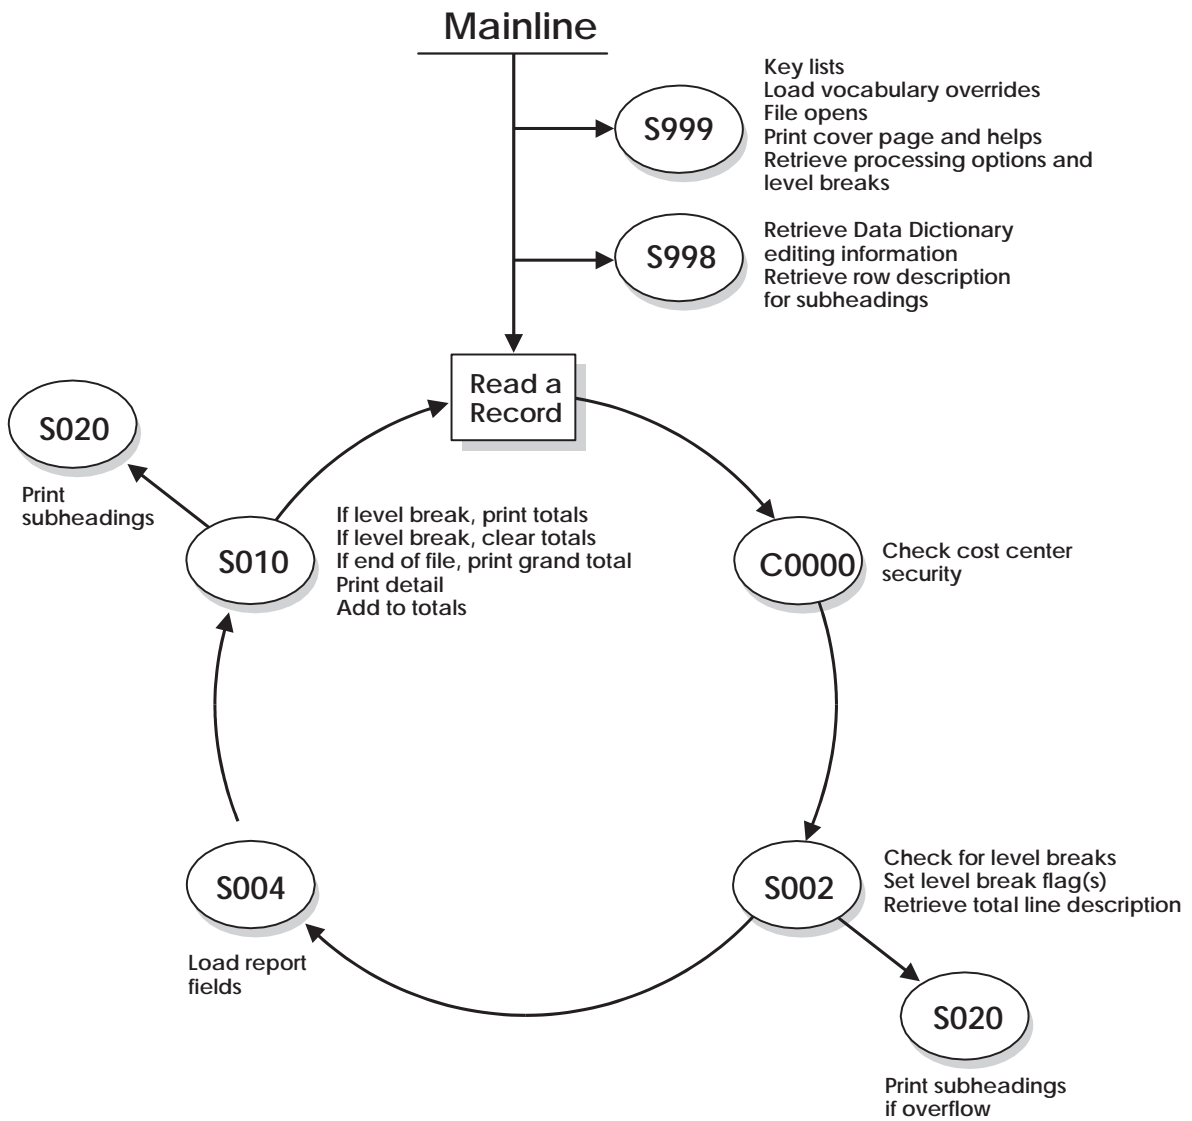 Mainline
S999
Key lists
Load vocabulary overrides
File opens
Print cover page and helps
Retrieve processing options and
level breaks
S998
Retrieve Data Dictionary
editing information
Retrieve row description
for subheadings
Read a
Record
S020
Print
subheadings
S010
If level break, print totals
If level break, clear totals
If end of file, print grand total
Print detail
Add to totals
C0000
Check cost center
security
S004
Load report
fields
S002
Check for level breaks
Set level break flag(s)
Retrieve total line description
S020
Print subheadings
if overflow